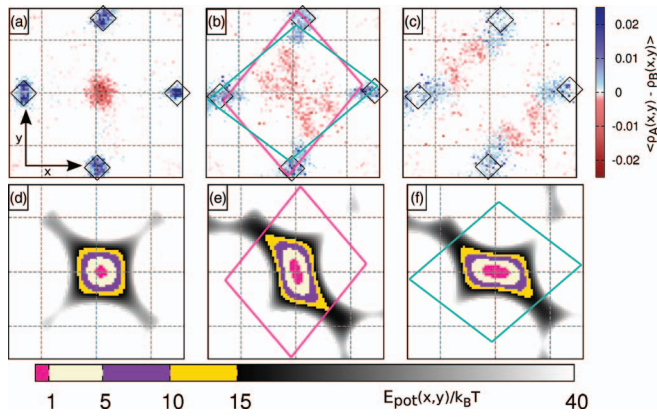 (a)
(b)
(c)
y
x
0.02
0.01
0
-0.01
-0.02
<ρA(x,y) - ρB(x,y)>
(d)
(e)
(f)
1 5 10 15 Epot(x,y)/kBT 40